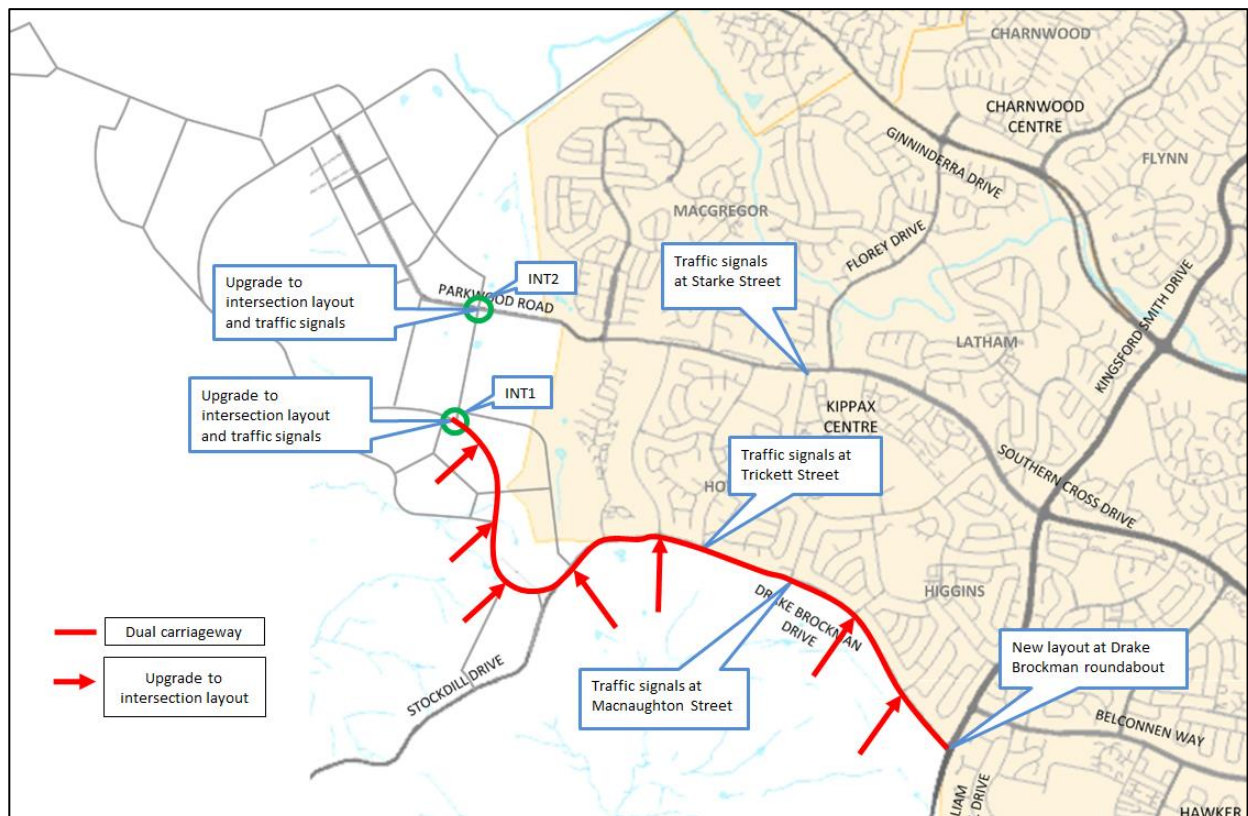 CHARNWOOD
CHARNWOOD
CENTRE
GINNINDERRA DRIVE
FLYNN
MACGREGOR
FLOREY DRIVE
Traffic signals
at Starke Street
Upgrade to
intersection layout
and traffic signals
INT2
PARKWOOD ROAD
LATHAM
KINGSFORD SMITH DRIVE
Upgrade to
intersection layout
and traffic signals
INT1
KIPPAX
CENTRE
Traffic signals at
Trickett Street
SOUTHERN CROSS DRIVE
HIGGINS
DRAKE BROCKMAN
DRIVE
Dual carriageway
Upgrade to
intersection layout
STOCKDILL DRIVE
Traffic signals at
Macnaughton Street
New layout at Drake
Brockman roundabout
BELCONNEN WAY
LIAM
DRIVE
HAWKER